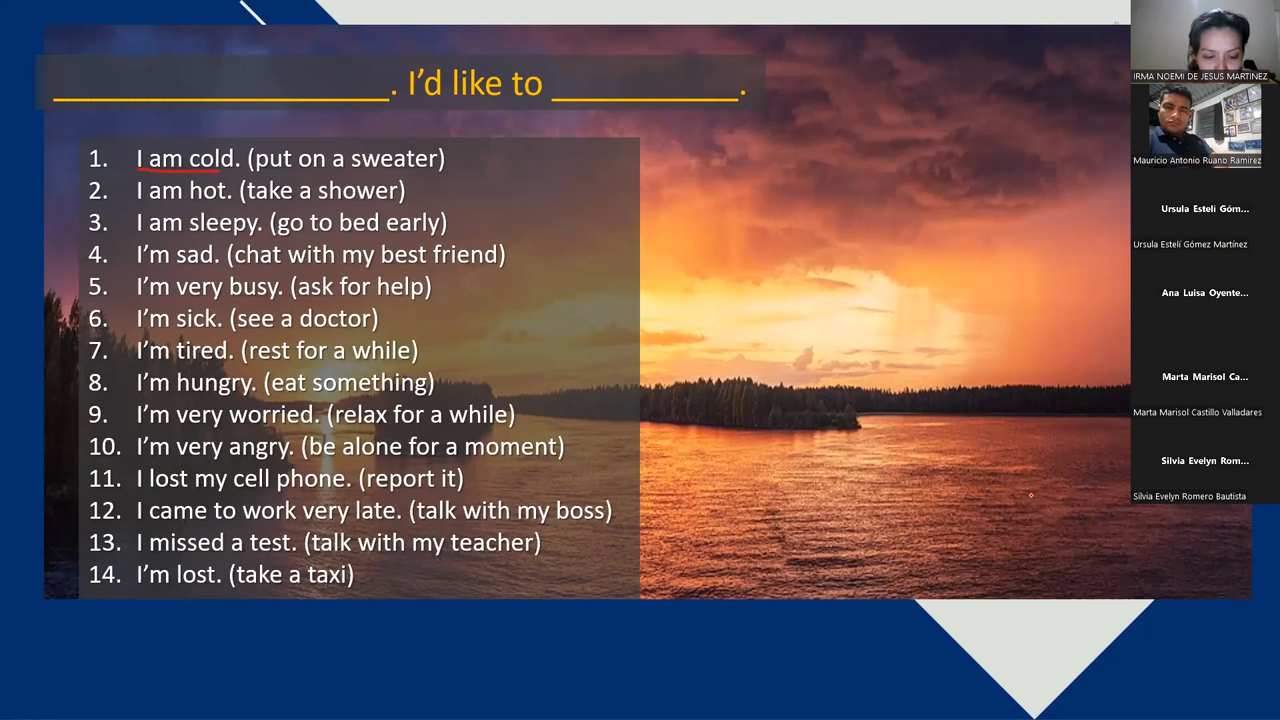 ____________________. I'd like to ___________.
1. I am cold. (put on a sweater)
2. I am hot. (take a shower)
3. I am sleepy. (go to bed early)
4. I'm sad. (chat with my best friend)
5. I'm very busy. (ask for help)
6. I'm sick. (see a doctor)
7. I'm tired. (rest for a while)
8. I'm hungry. (eat something)
9. I'm very worried. (relax for a while)
10. I'm very angry. (be alone for a moment)
11. I lost my cell phone. (report it)
12. I came to work very late. (talk with my boss)
13. I missed a test. (talk with my teacher)
14. I'm lost. (take a taxi)
IRMA NOEMI DE JESUS MARTINEZ
Mauricio Antonio Ruano Ramirez
Ursula Estelí Góm...
Ursula Estelí Gómez Martínez
Ana Luisa Oyente...
Marta Marisol Ca...
Marta Marisol Castillo Valladares
Silvia Evelyn Rom...
Silvia Evelyn Romero Bautista